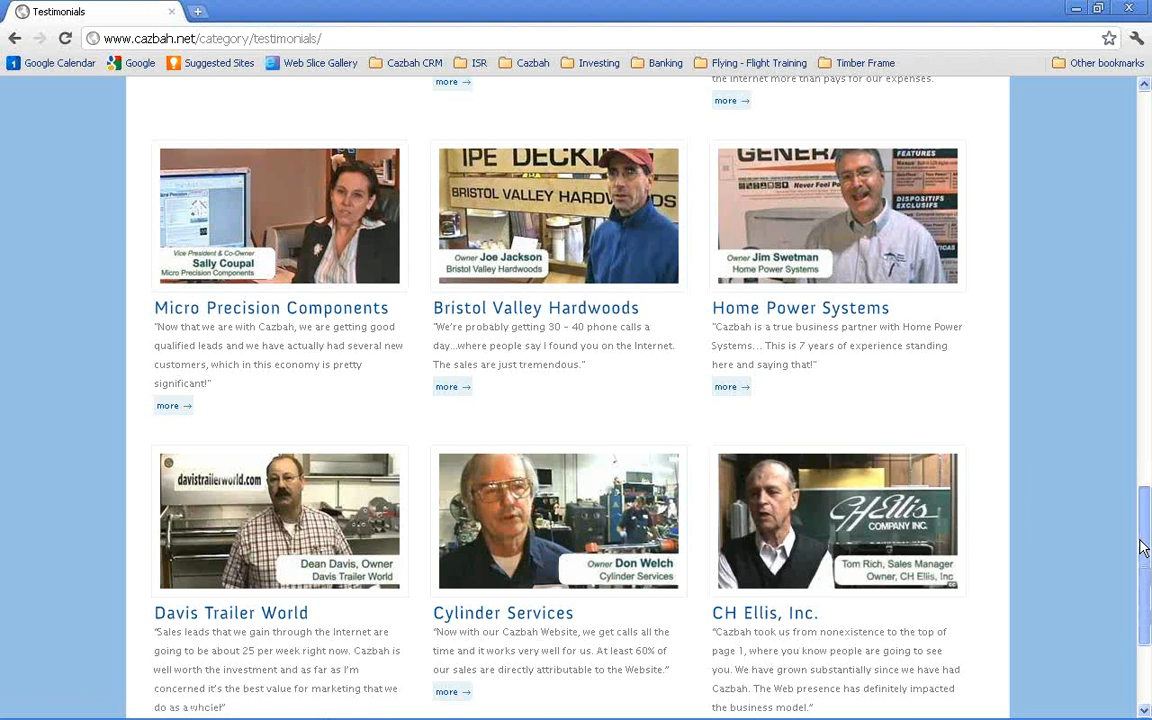 Testimonials
www.cazbah.net/category/testimonials/
Google Calendar Google Suggested Sites Web Slice Gallery Cazbah CRM ISR Cazbah Investing Banking Flying - Flight Training Timber Frame Other bookmarks
more →
the internet more than pays for our expenses.
more →
Vice President & Co-Owner
Sally Coupal
Micro Precision Components
IPE DECKI
BRISTOL VALLEY HARDWOODS
Owner Joe Jackson
Bristol Valley Hardwoods
GENERA
Never Feel Po
FEATURES
DISPOSITIFS
EXCLUSIFS
Owner Jim Swetman
Home Power Systems
Micro Precision Components
"Now that we are with Cazbah, we are getting good
qualified leads and we have actually had several new
customers, which in this economy is pretty
significant!"
more →
Bristol Valley Hardwoods
"We're probably getting 30 – 40 phone calls a
day...where people say I found you on the Internet.
The sales are just tremendous."
more →
Home Power Systems
"Cazbah is a true business partner with Home Power
Systems... This is 7 years of experience standing
here and saying that!"
more →
davistrailerworld.com
Dean Davis, Owner
Davis Trailer World
Owner Don Welch
Cylinder Services
CH Ellis
COMPANY INC.
Tom Rich, Sales Manager
Owner, CH Ellis, Inc
Davis Trailer World
"Sales leads that we gain through the Internet are
going to be about 25 per week right now. Cazbah is
well worth the investment and as far as I'm
concerned it's the best value for marketing that we
do as a whole!"
Cylinder Services
"Now with our Cazbah Website, we get calls all the
time and it works very well for us. At least 60% of
our sales are directly attributable to the Website."
more →
CH Ellis, Inc.
"Cazbah took us from nonexistence to the top of
page 1, where you know people are going to see
you. We have grown substantially since we have had
Cazbah. The Web presence has definitely impacted
the business model."